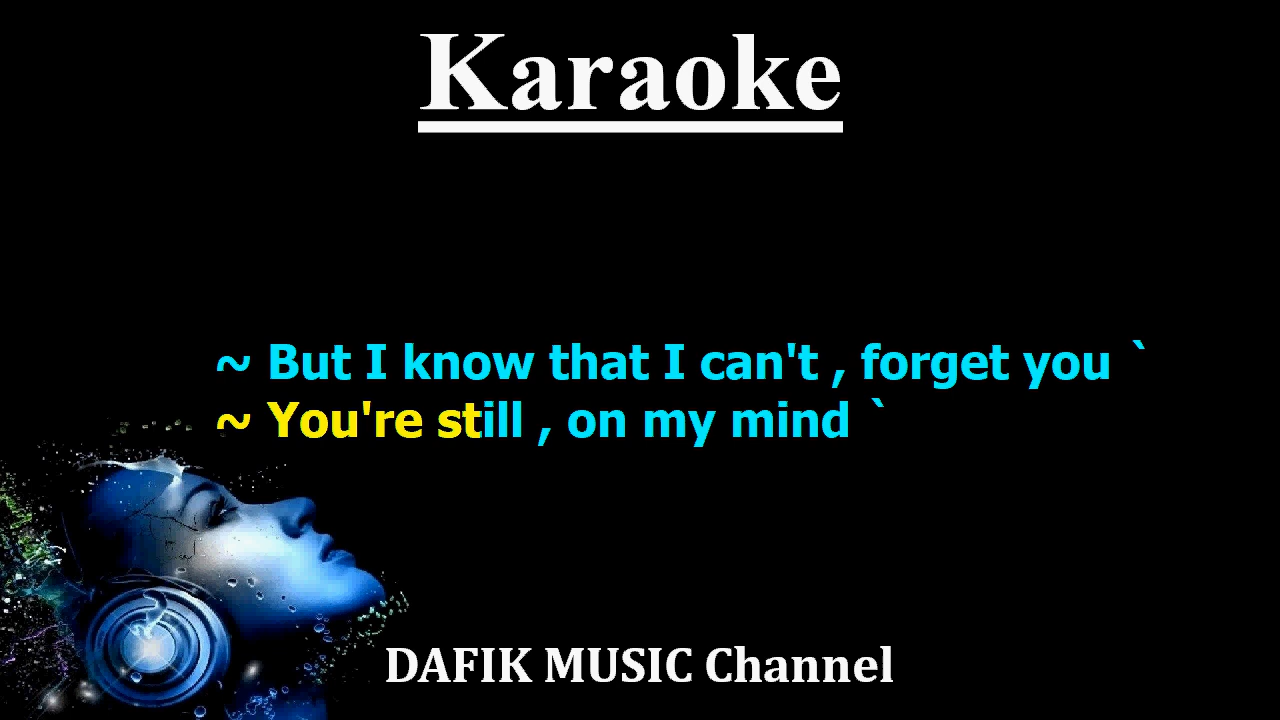 Karaoke
~ But I know that I can't , forget you `
~ You're still , on my mind `
DAFIK MUSIC Channel